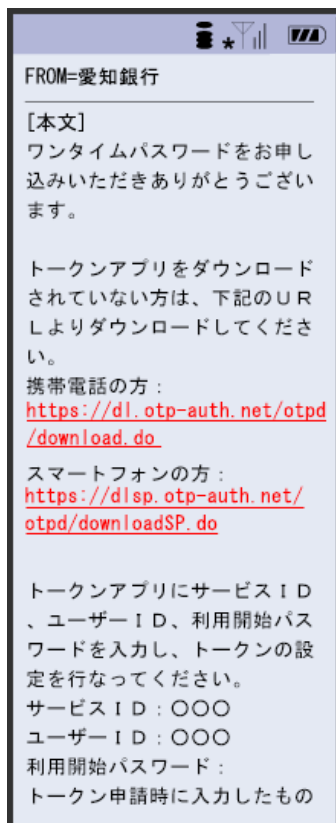 FROM=愛知銀行
[本文]
ワンタイムパスワードをお申し
込みいただきありがとうござい
ます。
トークンアプリをダウンロード
されていない方は、下記のUR
Lよりダウンロードしてくださ
い。
携帯電話の方:
https://dl.otp-auth.net/otpd
/download.do
スマートフォンの方:
https://dlsp.otp-auth.net/
otpd/downloadSP.do
トークンアプリにサービスID
、ユーザーID、利用開始パス
ワードを入力し、トークンの設
定を行なってください。
サービスID:〇〇〇
ユーザーID:〇〇〇
利用開始パスワード:
トークン申請時に入力したもの